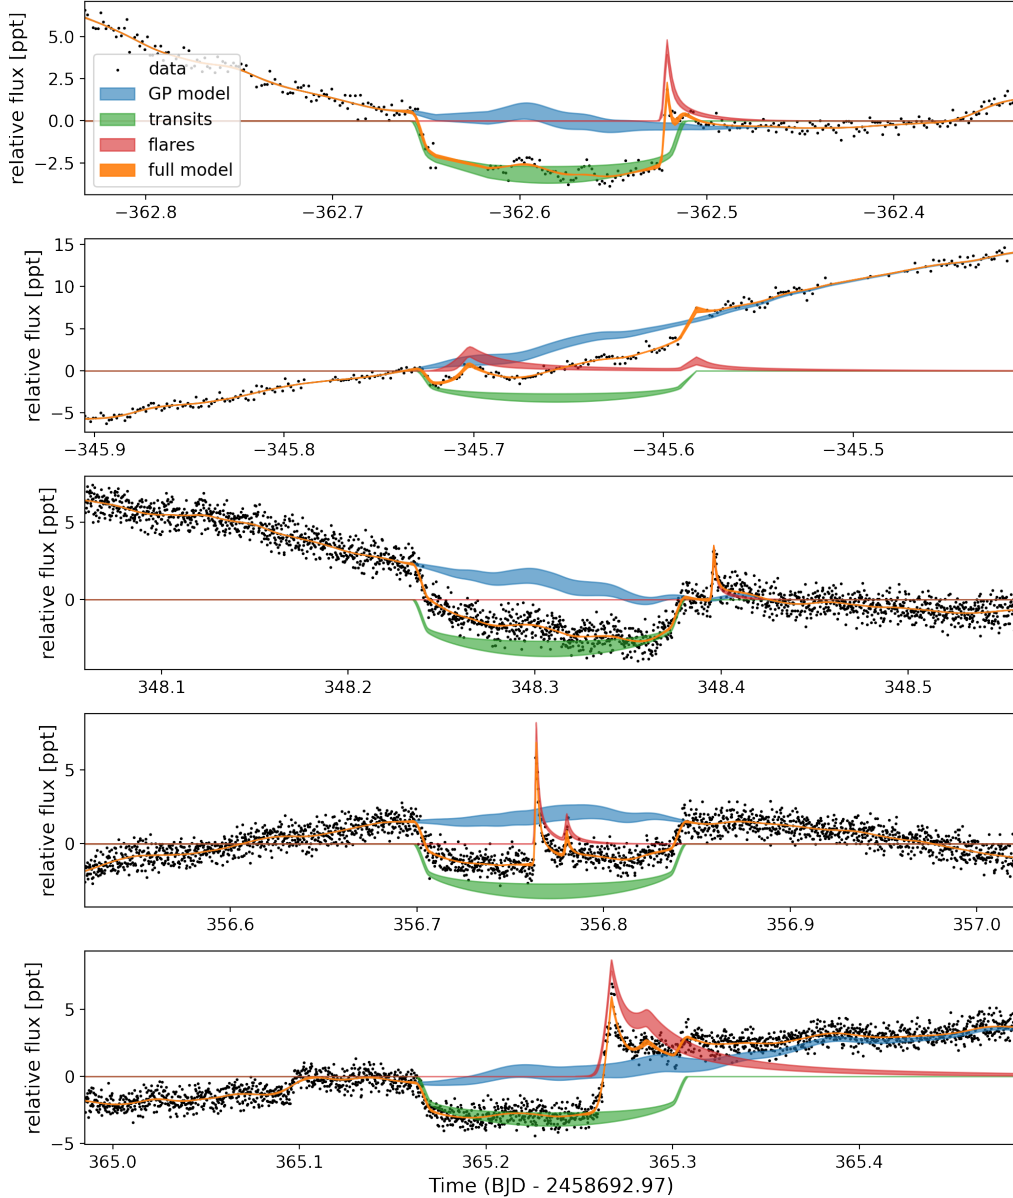 relative flux [ppt]
5.0
2.5
0.0
−2.5
data
GP model
transits
flares
full model
−362.8 −362.7 −362.6 −362.5 −362.4
relative flux [ppt]
15
10
5
0
−5
−345.9 −345.8 −345.7 −345.6 −345.5
relative flux [ppt]
5
0
348.1 348.2 348.3 348.4 348.5
relative flux [ppt]
5
0
356.6 356.7 356.8 356.9 357.0
relative flux [ppt]
5
0
−5
365.0 365.1 365.2 365.3 365.4
Time (BJD - 2458692.97)